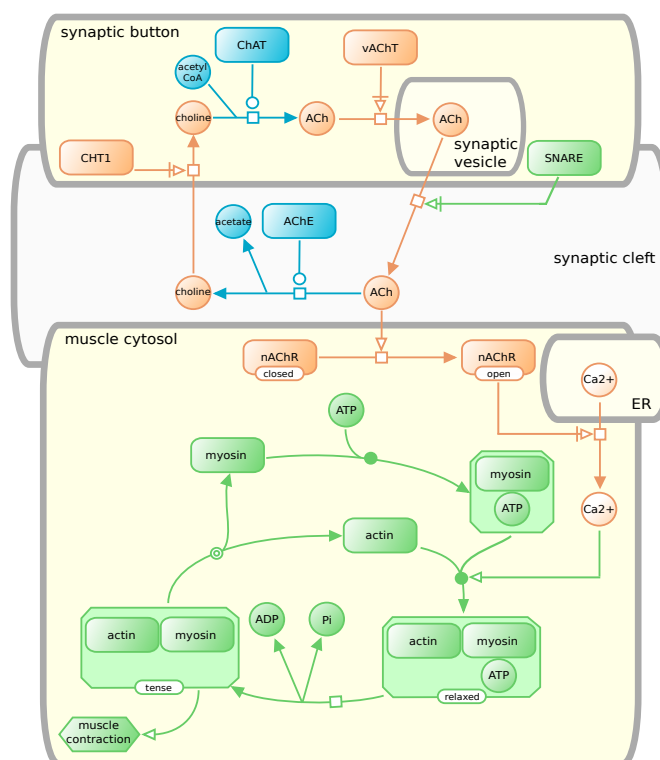 synaptic button
ChAT
vAChT
acetyl
CoA
choline
ACh
ACh
synaptic
vesicle
CHT1
SNARE
acetate
AChE
synaptic cleft
choline
ACh
muscle cytosol
nAChR
closed
nAChR
open
Ca2+
ER
ATP
myosin
myosin
ATP
Ca2+
actin
actin
myosin
tense
ADP
Pi
actin
myosin
ATP
relaxed
muscle
contraction